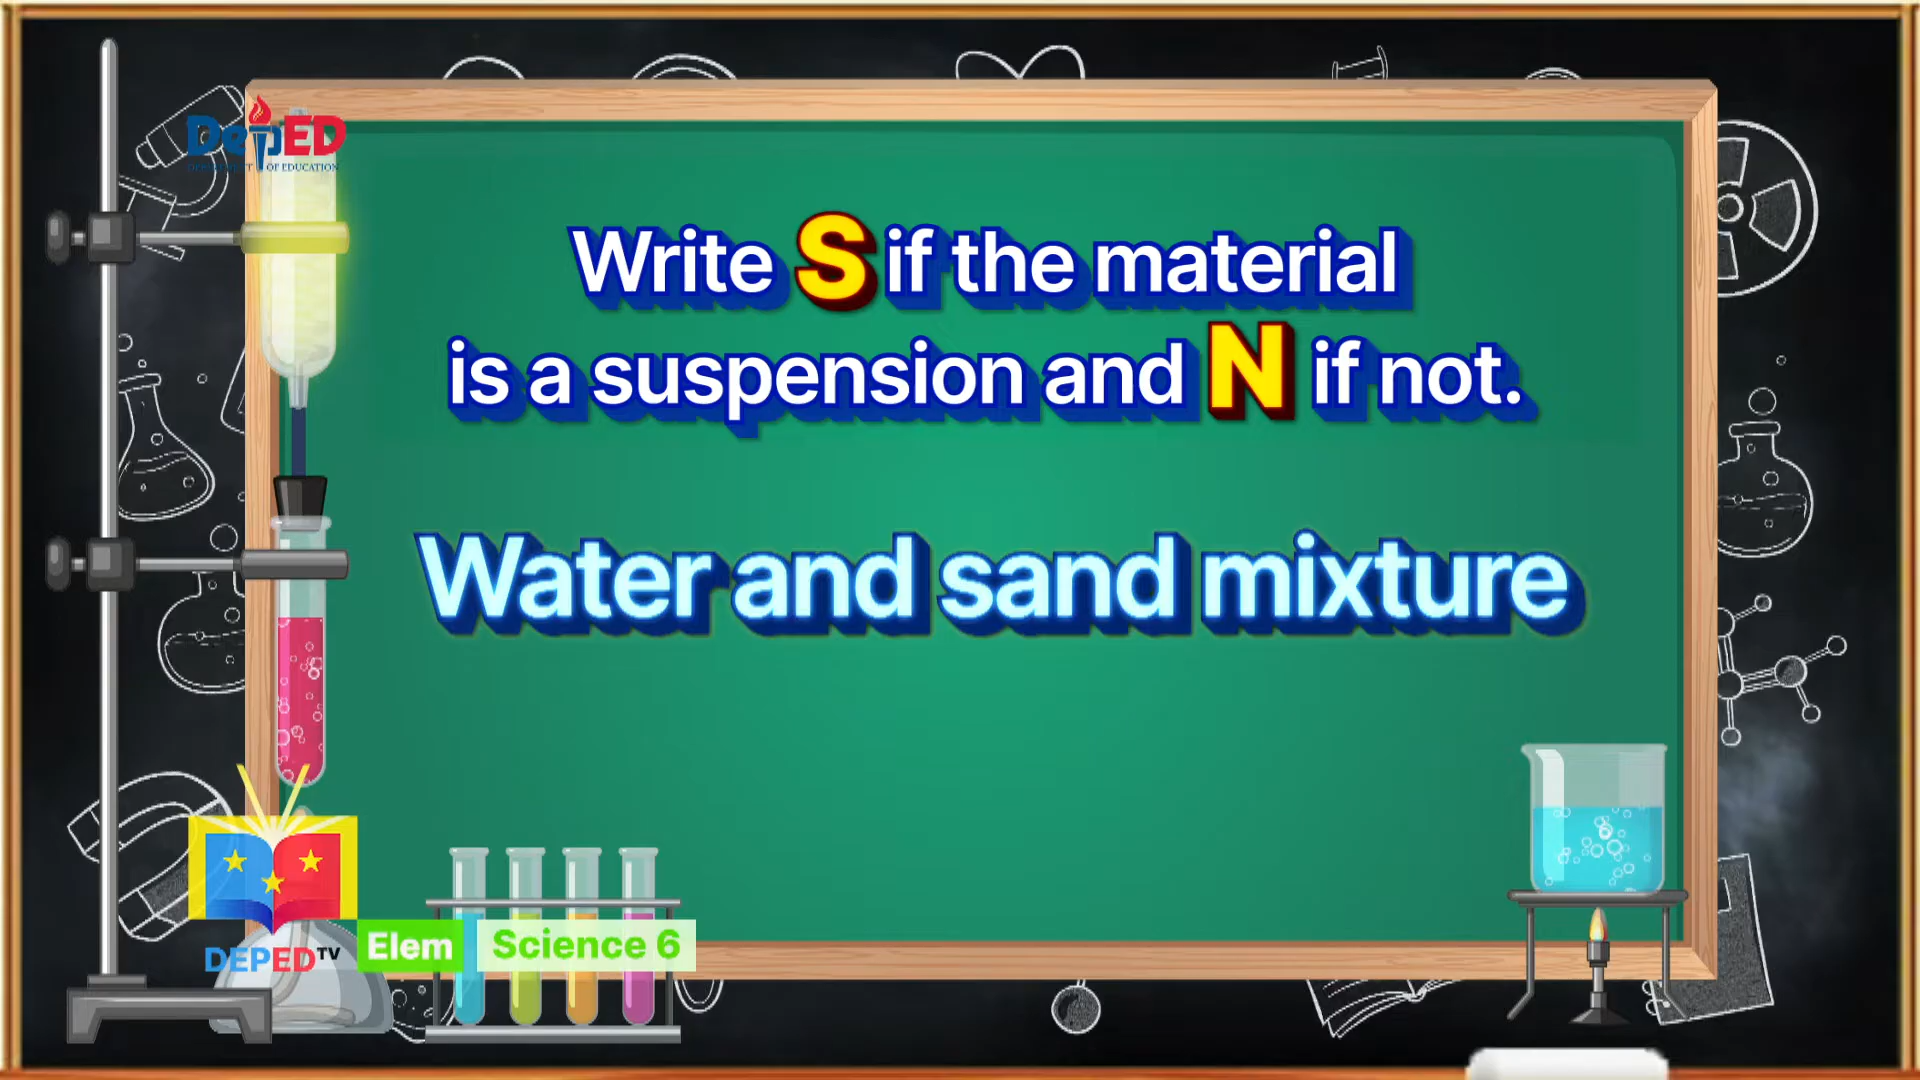 DepED
DEPARTMENT OF EDUCATION
Write S if the material
is a suspension and N if not.
Water and sand mixture
DEPED TV
Elem Science 6